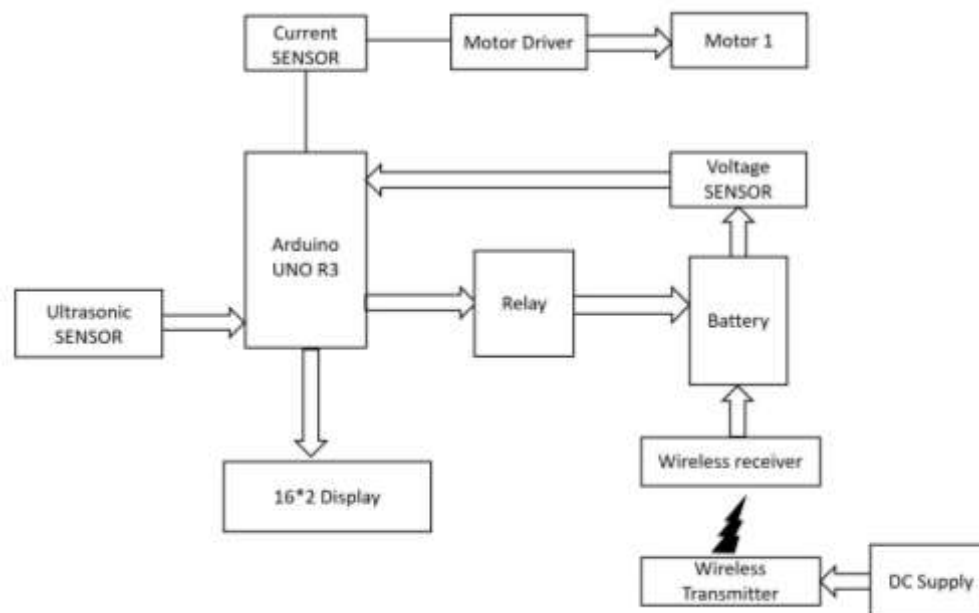 Current
SENSOR
Motor Driver
Motor 1
Voltage
SENSOR
Arduino
UNO R3
Ultrasonic
SENSOR
Relay
Battery
Wireless receiver
16*2 Display
Wireless
Transmitter
DC Supply